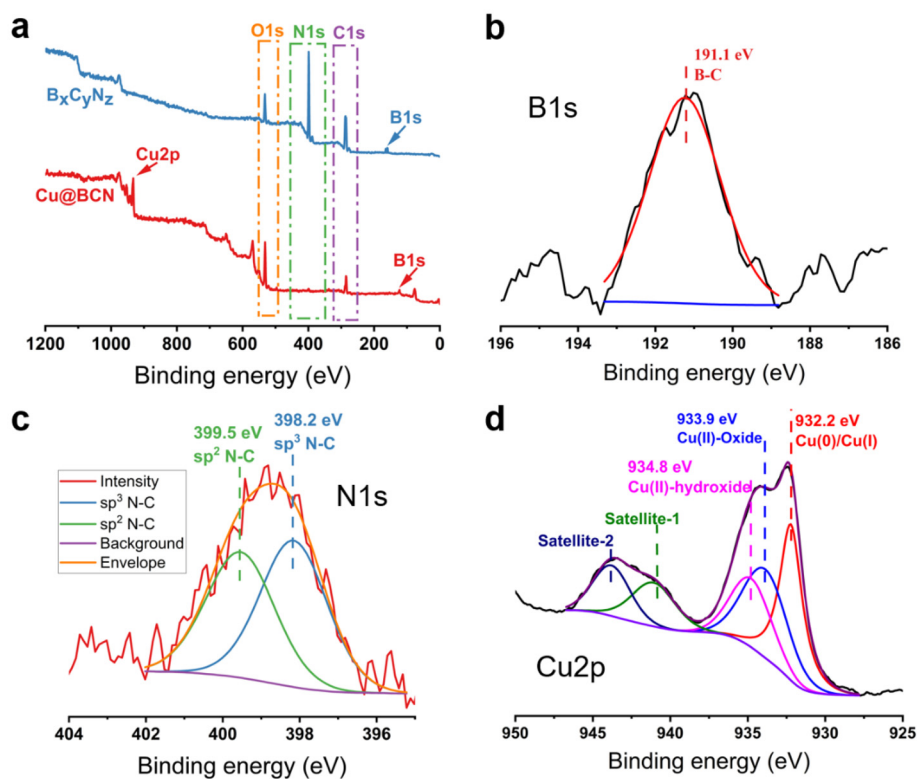 a
O1s N1s C1s
BxCyNz
B1s
Cu2p
Cu@BCN
B1s
1200 1000 800 600 400 200 0
Binding energy (eV)
b
191.1 eV
B-C
B1s
196 194 192 190 188 186
Binding energy (eV)
c
399.5 eV 398.2 eV
sp² N-C sp³ N-C
Intensity
sp³ N-C
sp² N-C
Background
Envelope
N1s
404 402 400 398 396
Binding energy (eV)
d
933.9 eV 932.2 eV
Cu(II)-Oxide Cu(0)/Cu(I)
934.8 eV
Cu(II)-hydroxide
Satellite-1
Satellite-2
Cu2p
950 945 940 935 930 925
Binding energy (eV)